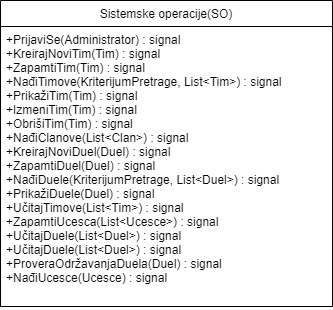 Sistemske operacije(SO)
+PrijaviSe(Administrator) : signal
+KreirajNoviTim(Tim) : signal
+ZapamtiTim(Tim) : signal
+NađiTimove(KriterijumPretrage, List<Tim>) : signal
+PrikažiTim(Tim) : signal
+IzmeniTim(Tim) : signal
+ObrišiTim(Tim) : signal
+NađiClanove(List<Clan>) : signal
+KreirajNoviDuel(Duel) : signal
+ZapamtiDuel(Duel) : signal
+NađiDuele(KriterijumPretrage, List<Duel>) : signal
+PrikažiDuele(Duel) : signal
+UčitajTimove(List<Tim>) : signal
+ZapamtiUcesca(List<Ucesce>) : signal
+UčitajDuele(List<Duel>) : signal
+UčitajDuele(List<Duel>) : signal
+ProveraOdržavanjaDuela(Duel) : signal
+NađiUcesce(Ucesce) : signal